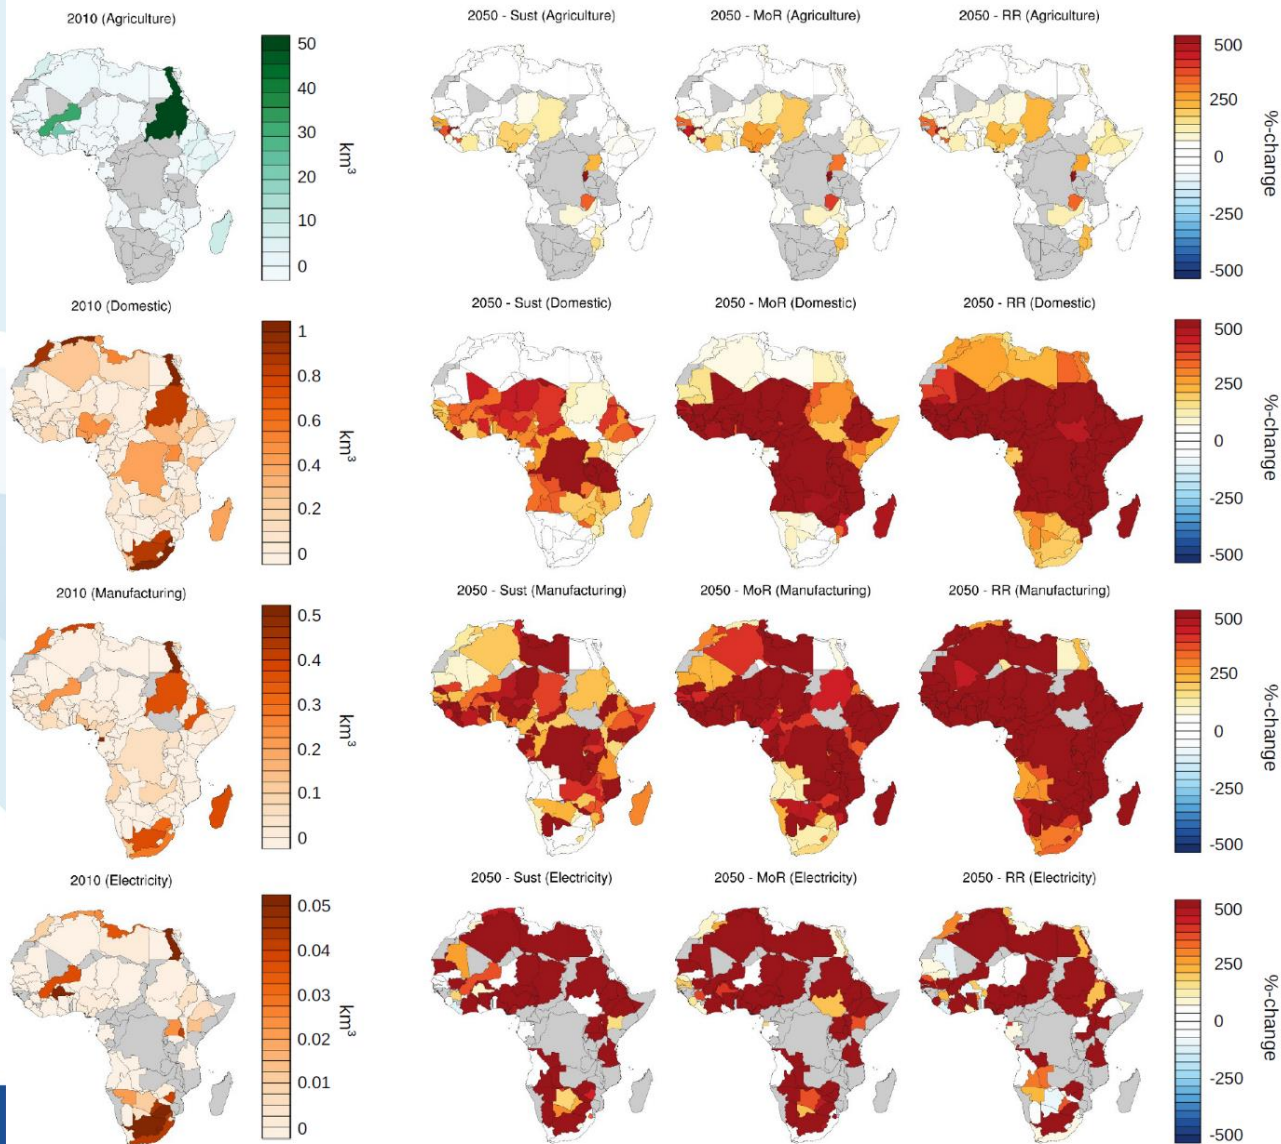 2010 (Agriculture)
50
40
30
20
10
0
km³
2050 - Sust (Agriculture)
2050 - MoR (Agriculture)
2050 - RR (Agriculture)
500
250
0
-250
-500
%-change
2010 (Domestic)
1
0.8
0.6
0.4
0.2
0
km³
2050 - Sust (Domestic)
2050 - MoR (Domestic)
2050 - RR (Domestic)
500
250
0
-250
-500
%-change
2010 (Manufacturing)
0.5
0.4
0.3
0.2
0.1
0
km³
2050 - Sust (Manufacturing)
2050 - MoR (Manufacturing)
2050 - RR (Manufacturing)
500
250
0
-250
-500
%-change
2010 (Electricity)
0.05
0.04
0.03
0.02
0.01
0
km³
2050 - Sust (Electricity)
2050 - MoR (Electricity)
2050 - RR (Electricity)
500
250
0
-250
-500
%-change